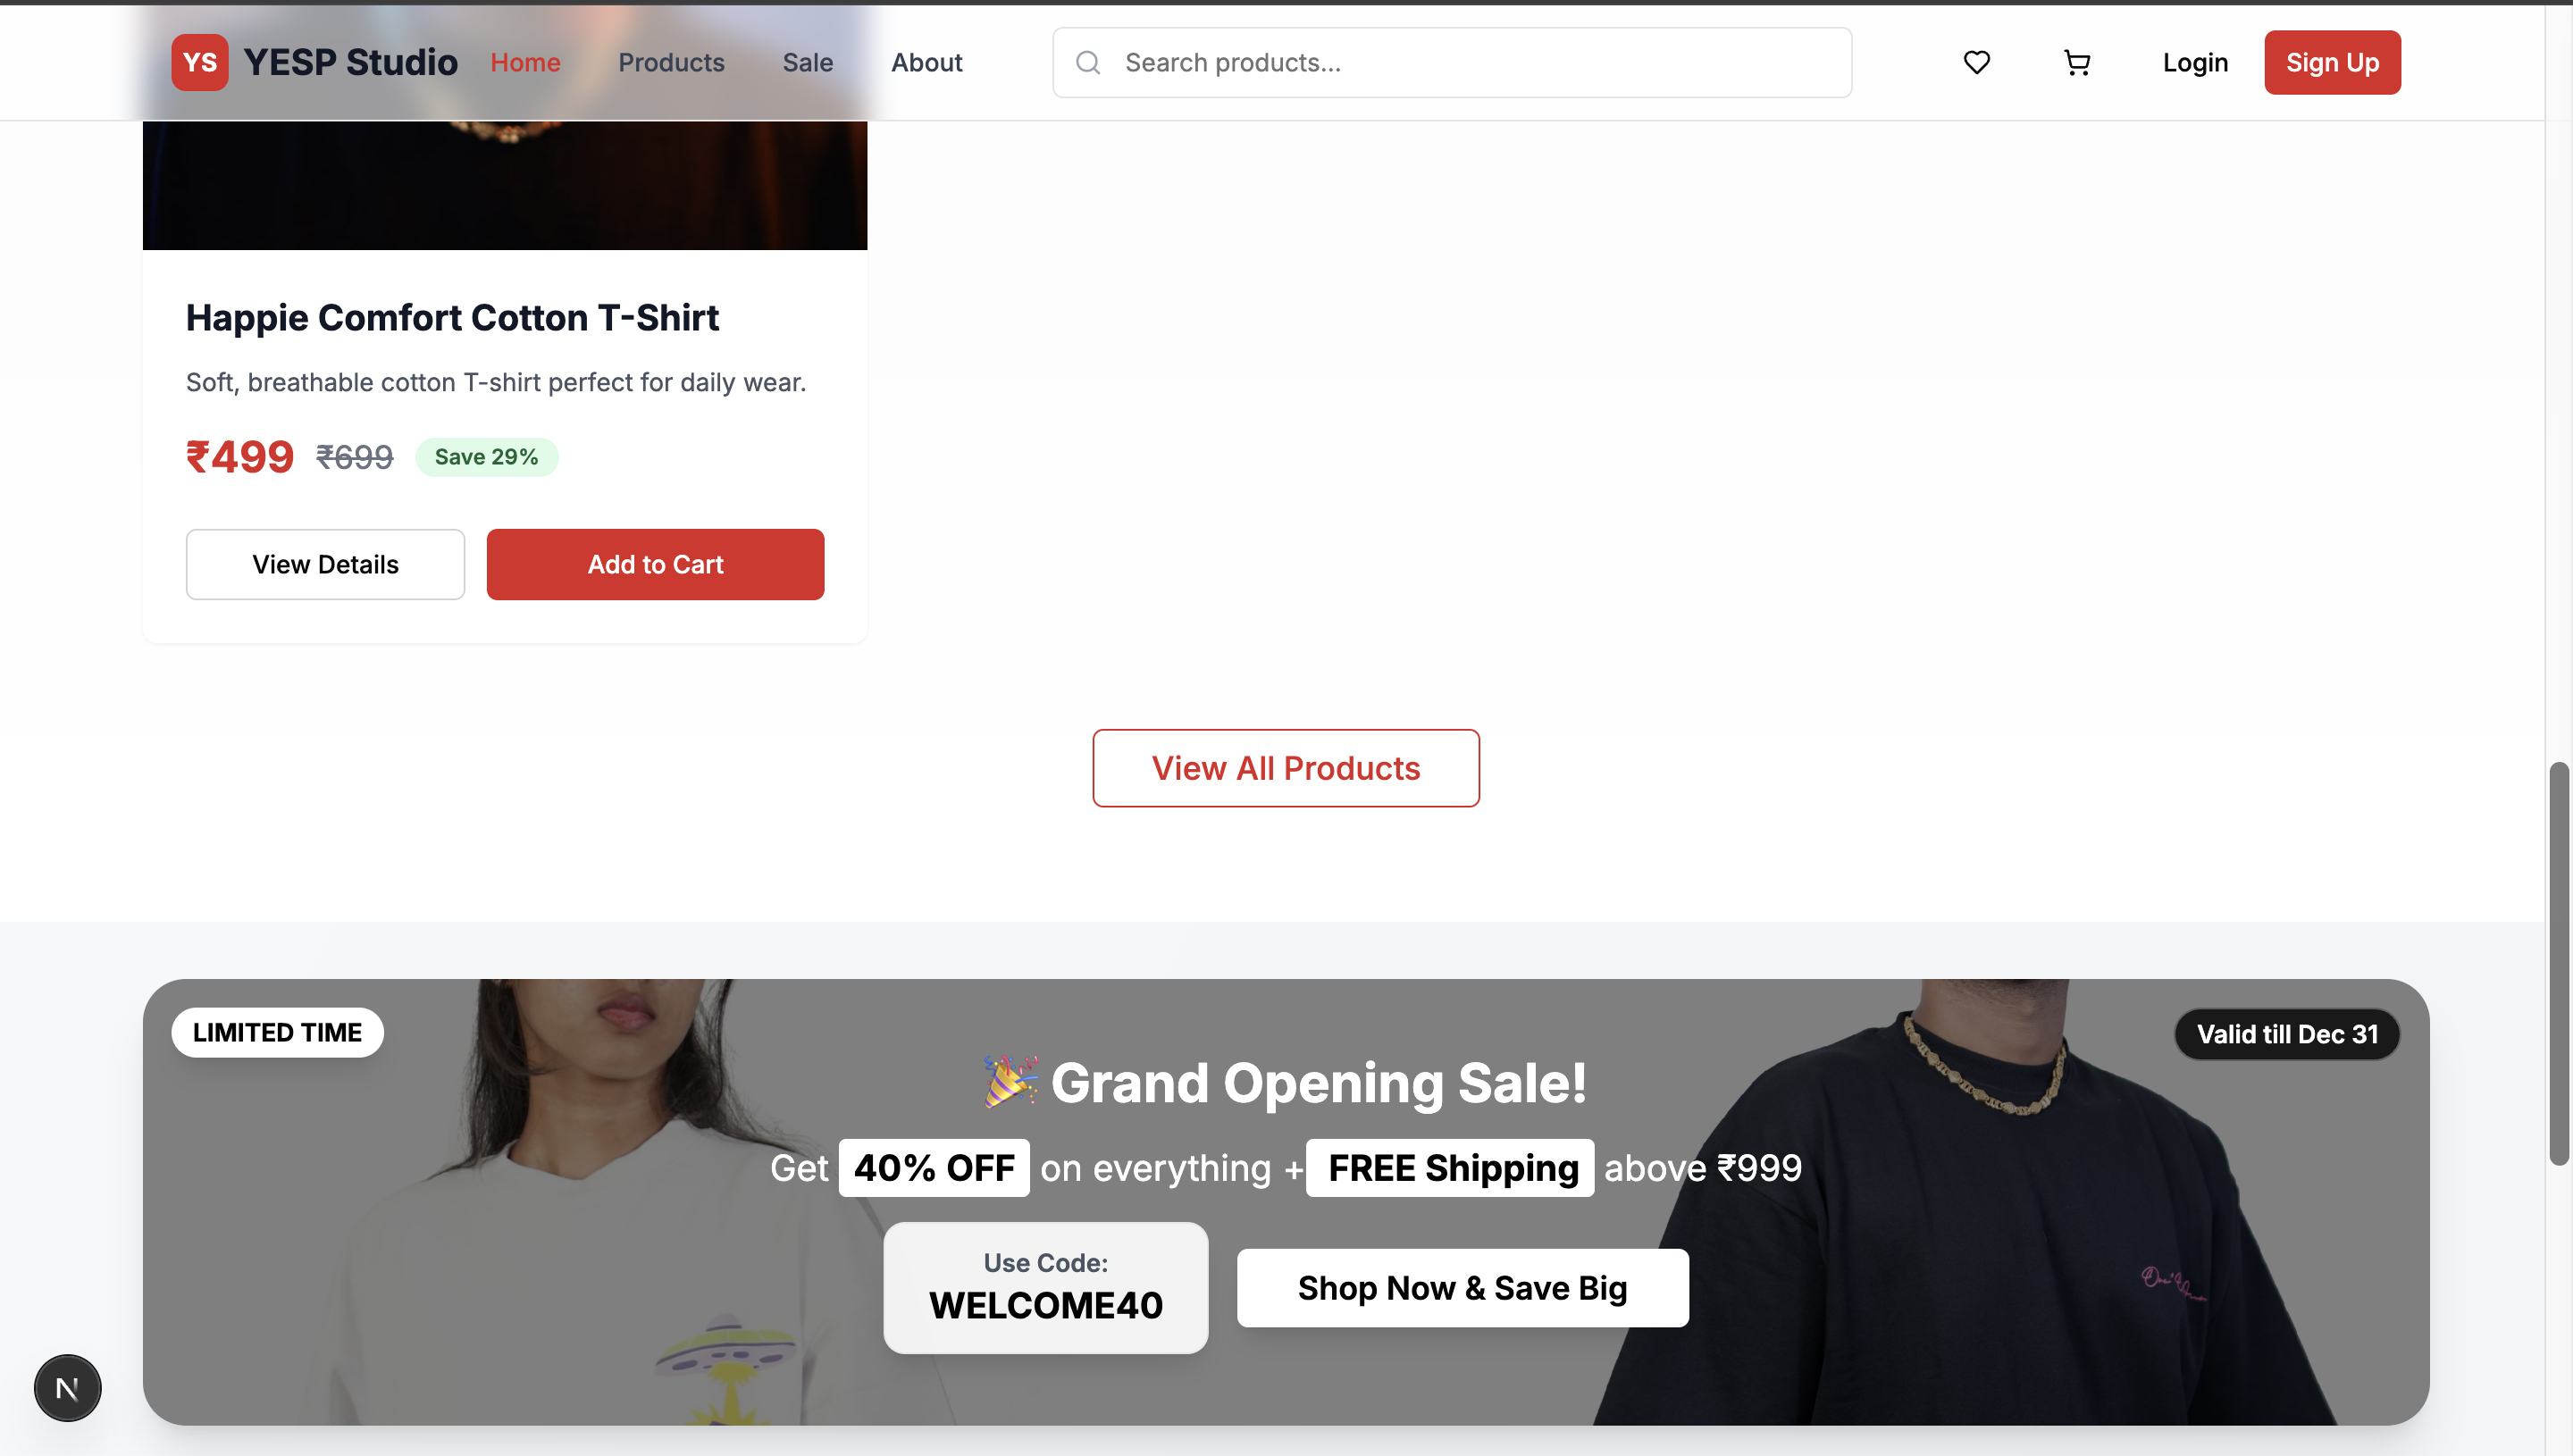 YS YESP Studio Home Products Sale About Search products... Login Sign Up
Happie Comfort Cotton T-Shirt
Soft, breathable cotton T-shirt perfect for daily wear.
₹499 ₹699 Save 29%
View Details Add to Cart
View All Products
LIMITED TIME
Valid till Dec 31
🎉 Grand Opening Sale!
Get 40% OFF on everything + FREE Shipping above ₹999
Use Code:
WELCOME40
Shop Now & Save Big
N